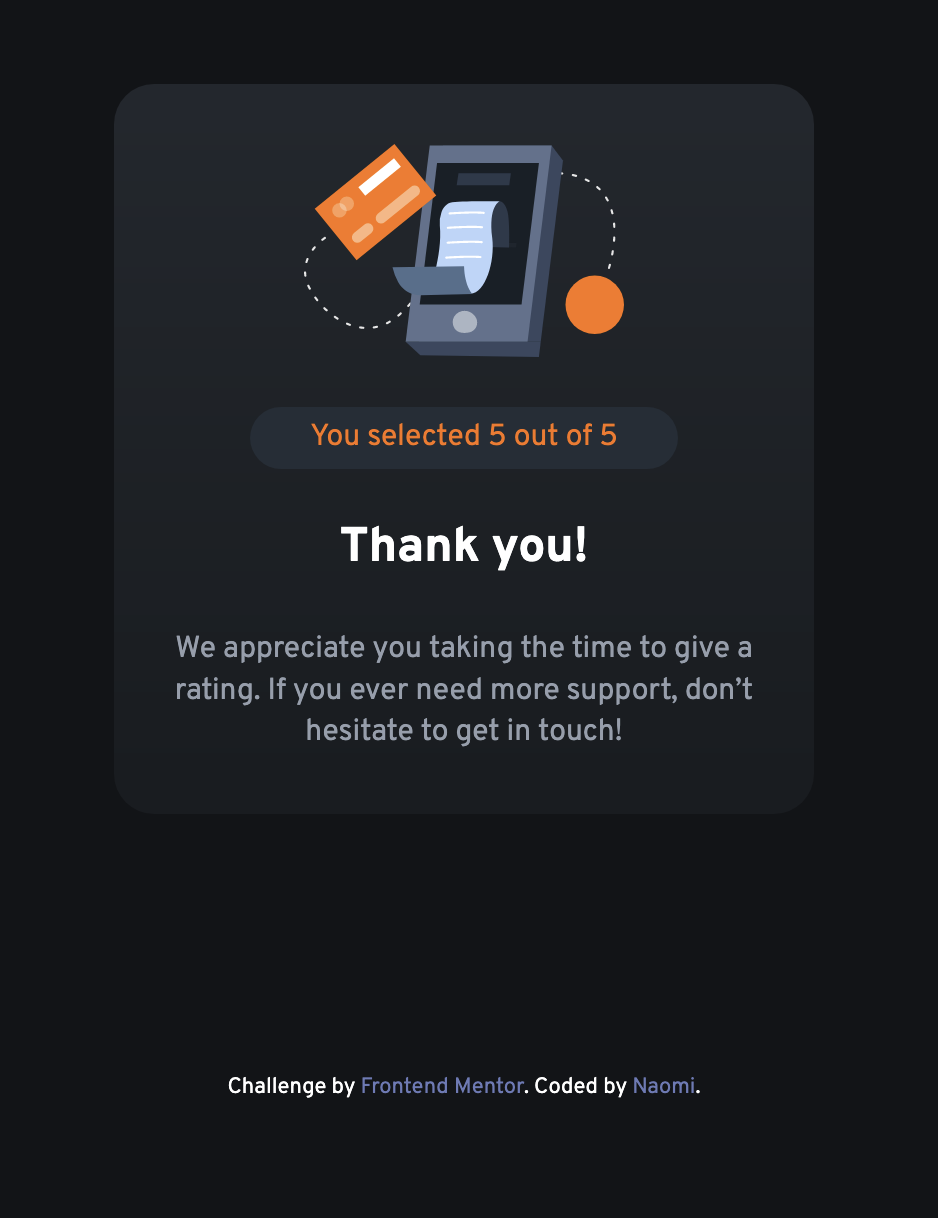 You selected 5 out of 5
Thank you!
We appreciate you taking the time to give a
rating. If you ever need more support, don’t
hesitate to get in touch!
Challenge by Frontend Mentor. Coded by Naomi.